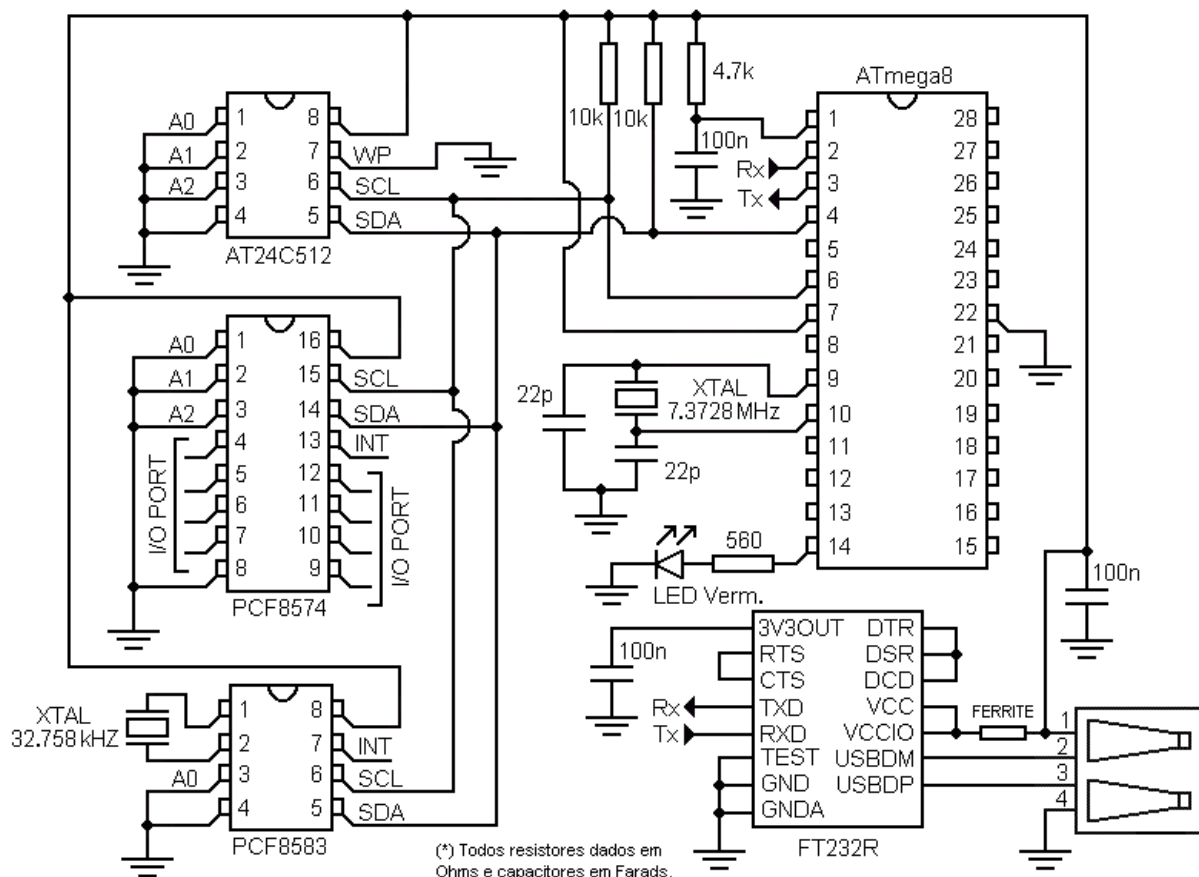 4.7k
10k
10k
100n
Rx
Tx
ATmega8
1
2
3
4
5
6
7
8
9
10
11
12
13
14
28
27
26
25
24
23
22
21
20
19
18
17
16
15
A0
A1
A2
1
2
3
4
8
7
6
5
WP
SCL
SDA
AT24C512
A0
A1
A2
I/O PORT
1
2
3
4
5
6
7
8
16
15
14
13
12
11
10
9
SCL
SDA
INT
I/O PORT
PCF8574
22p
XTAL
7.3728 MHz
22p
560
LED Verm.
100n
XTAL
32.758 kHZ
A0
1
2
3
4
8
7
6
5
INT
SCL
SDA
PCF8583
100n
Rx
Tx
3V3OUT
RTS
CTS
TXD
RXD
TEST
GND
GNDA
DTR
DSR
DCD
VCC
VCCIO
USBDM
USBDP
FT232R
FERRITE
1
2
3
4
(*) Todos resistores dados em
Ohms e capacitores em Farads.